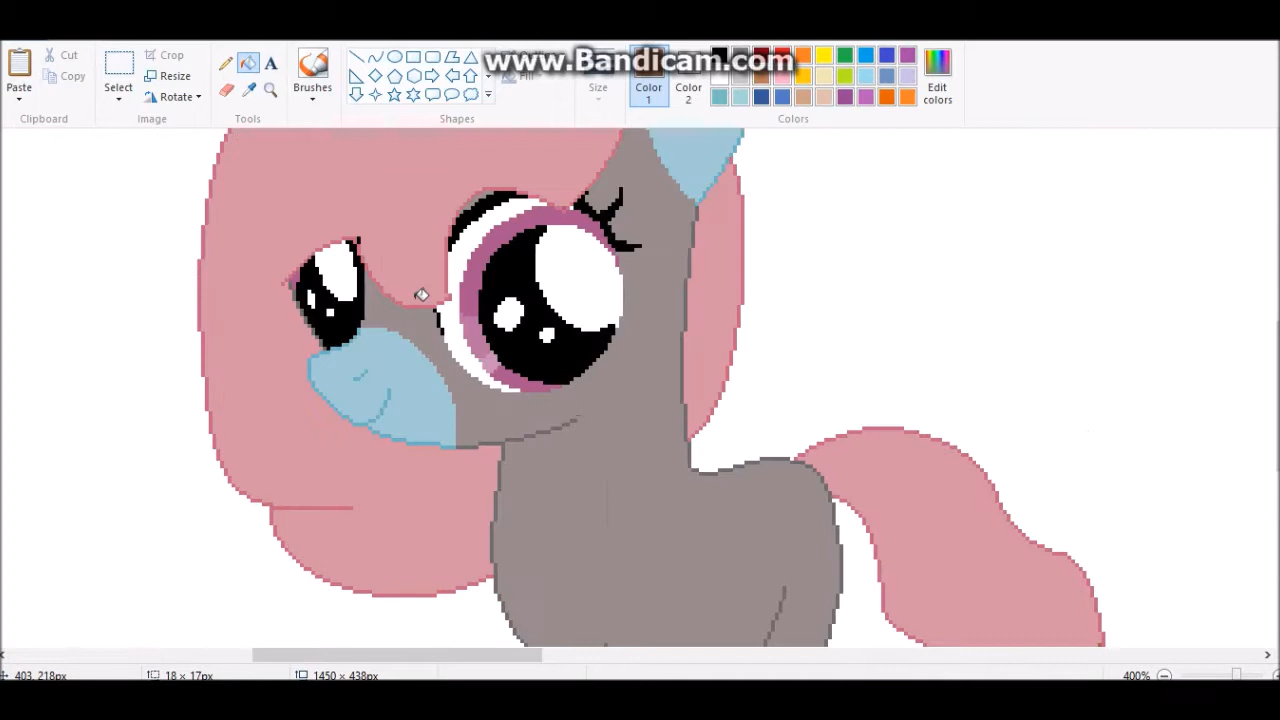 www.Bandicam.com
Cut
Copy
Paste
Clipboard
Select
Crop
Resize
Rotate
Image
Tools
Brushes
Shapes
Fill
Size
Color
1
Color
2
Edit
colors
Colors
403, 218px
18 × 17px
1450 × 438px
400%